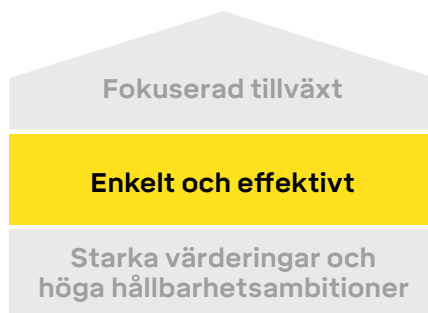 Fokuserad tillväxt
Enkelt och effektivt
Starka värderingar och
höga hållbarhetsambitioner